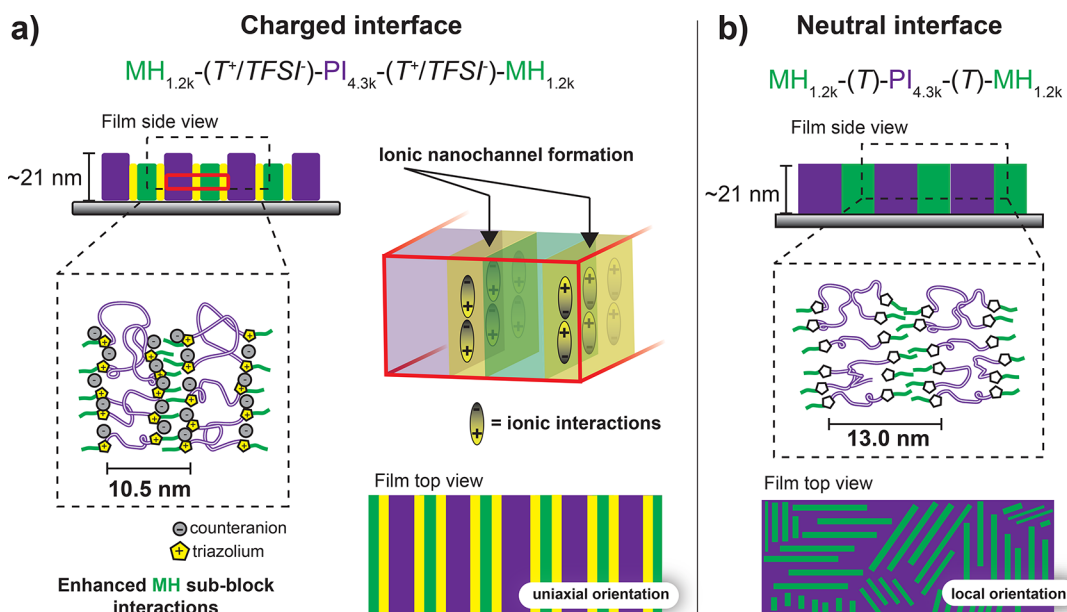 a)
Charged interface
MH1.2k-(T+/TFSI-)-PI4.3k-(T+/TFSI-)-MH1.2k
Film side view
~21 nm
Ionic nanochannel formation
= ionic interactions
10.5 nm
counteranion
triazolium
Enhanced MH sub-block
interactions
Film top view
uniaxial orientation
b)
Neutral interface
MH1.2k-(T)-PI4.3k-(T)-MH1.2k
Film side view
~21 nm
13.0 nm
Film top view
local orientation